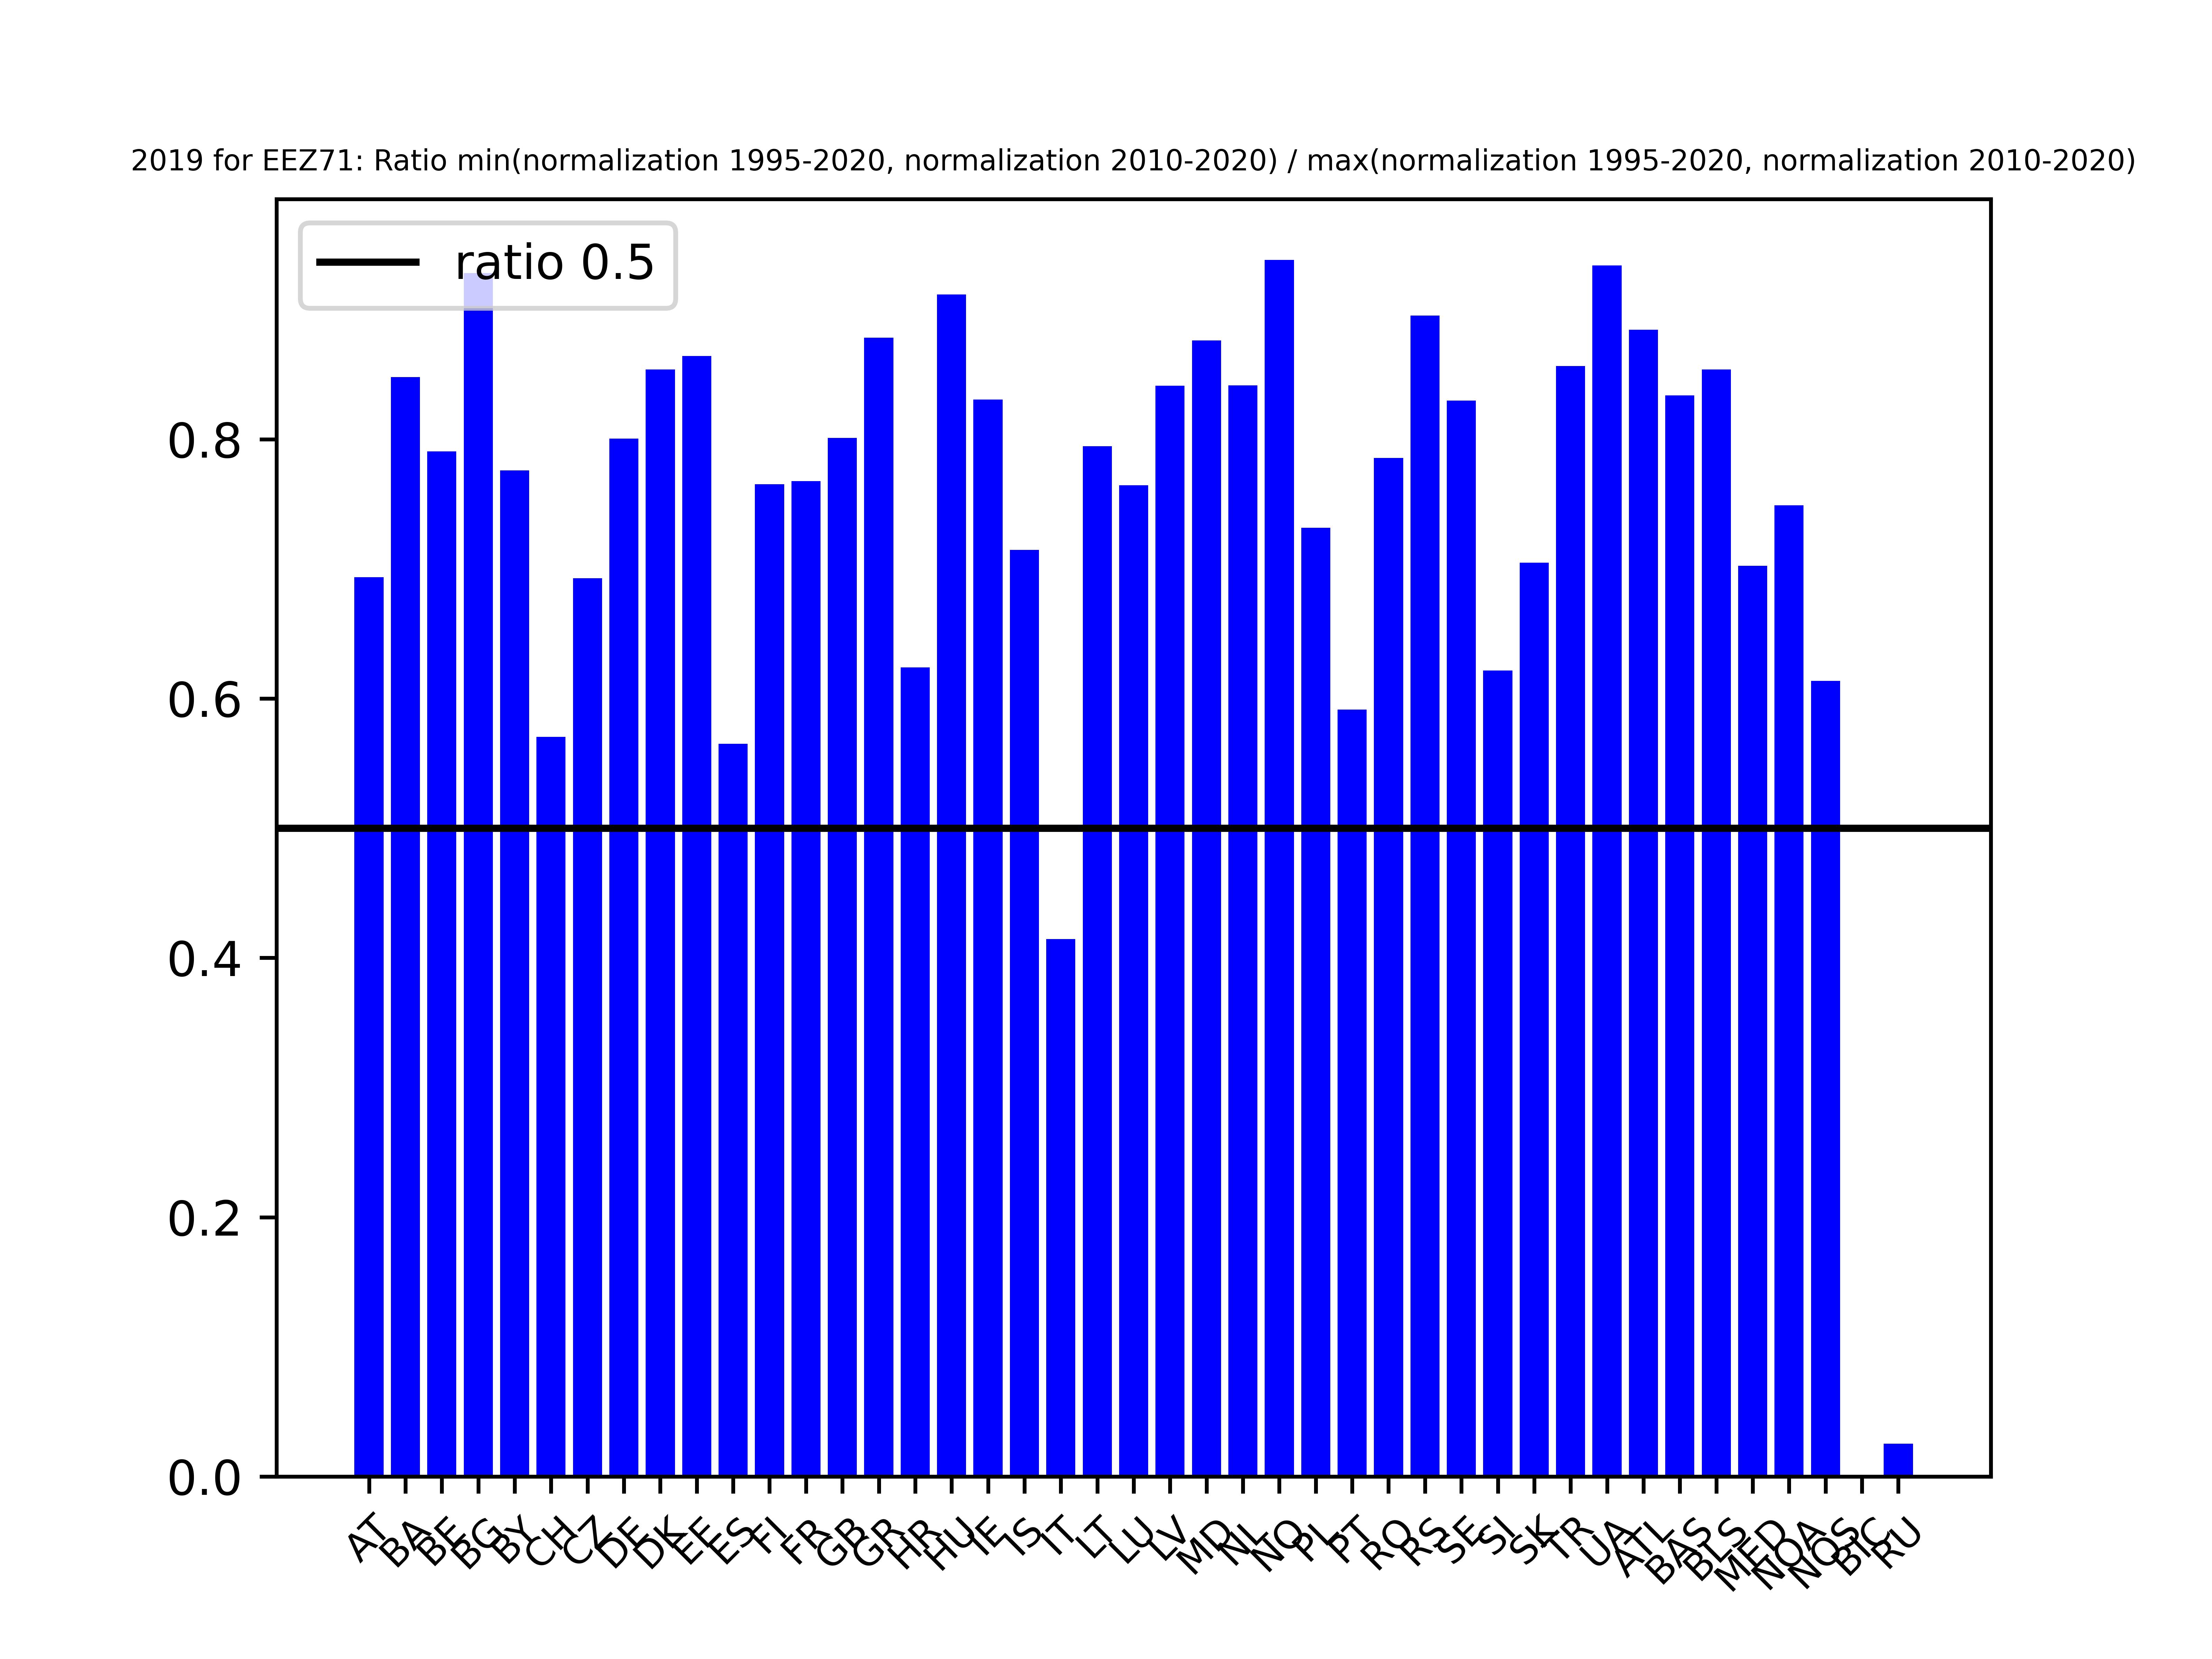 2019 for EEZ71: Ratio min(normalization 1995-2020, normalization 2010-2020) / max(normalization 1995-2020, normalization 2010-2020)
ratio 0.5
0.8
0.6
0.4
0.2
0.0
AT BA BE BG BY CH CZ DE DK EE ES FI FR GB GR HR HU IE IS IT LT LU LV MD NL NO PL PT RO RS SE SI SK TR UA ATL BAS BLS MED NOA NOS BIC RU